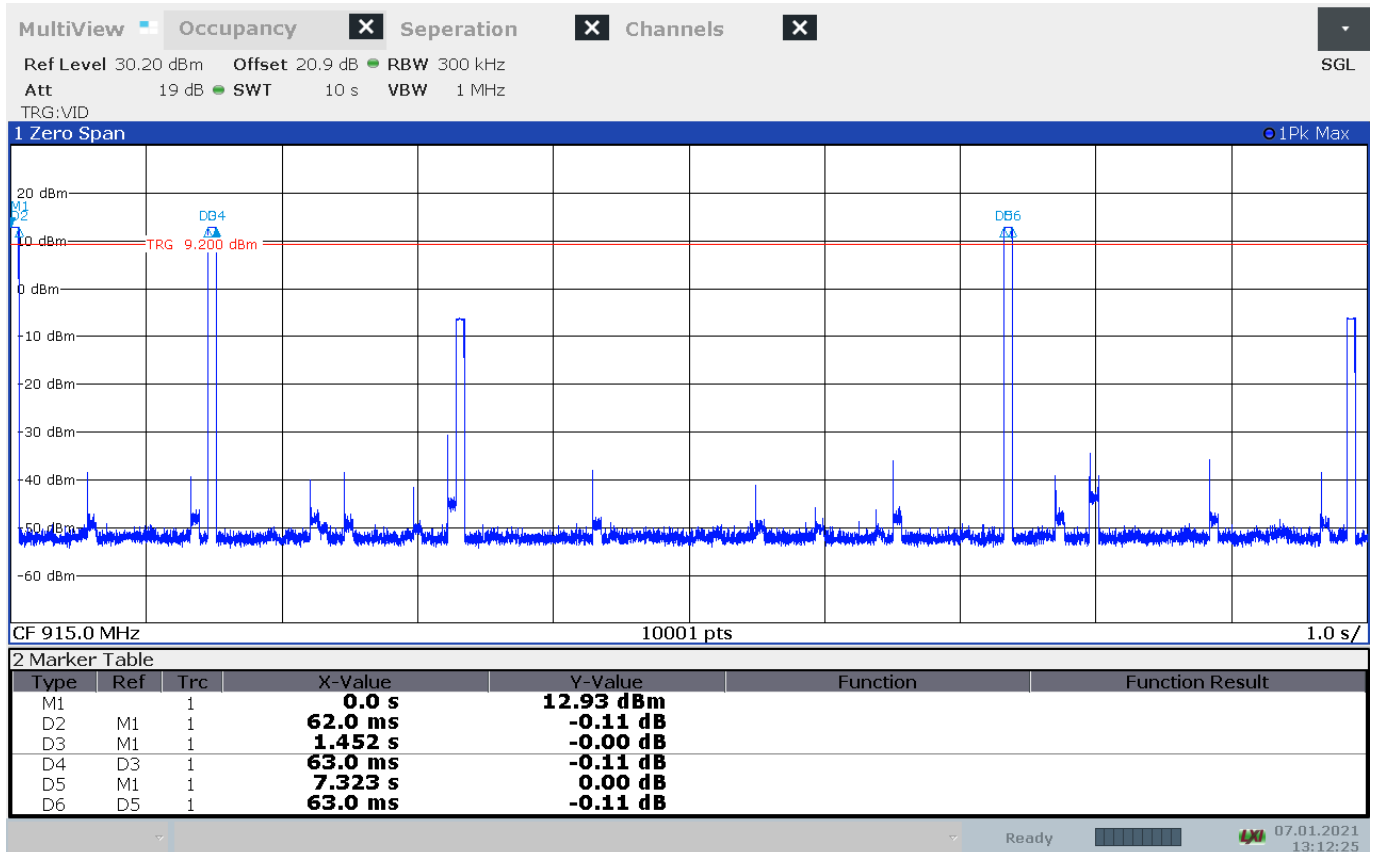 MultiView Occupancy X Seperation X Channels X
Ref Level 30.20 dBm Offset 20.9 dB RBW 300 kHz SGL
Att 19 dB SWT 10 s VBW 1 MHz
TRG:VID
1 Zero Span 1Pk Max
20 dBm
M1
D2 D4 D6
10 dBm
TRG 9.200 dBm
0 dBm
-10 dBm
-20 dBm
-30 dBm
-40 dBm
-50 dBm
-60 dBm
CF 915.0 MHz 10001 pts 1.0 s/
2 Marker Table
Type Ref Trc X-Value Y-Value Function Function Result
M1 1 0.0 s 12.93 dBm
D2 M1 1 62.0 ms -0.11 dB
D3 M1 1 1.452 s -0.00 dB
D4 D3 1 63.0 ms -0.11 dB
D5 M1 1 7.323 s 0.00 dB
D6 D5 1 63.0 ms -0.11 dB
Ready LXI 07.01.2021
13:12:25